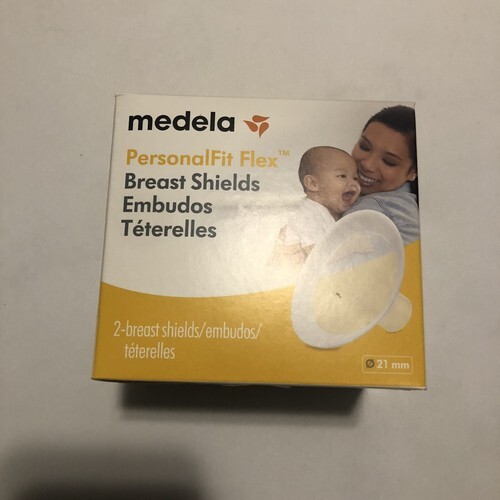 medela
PersonalFit Flex™
Breast Shields
Embudos
Téterelles
2-breast shields/embudos/
téterelles
Ø 21 mm